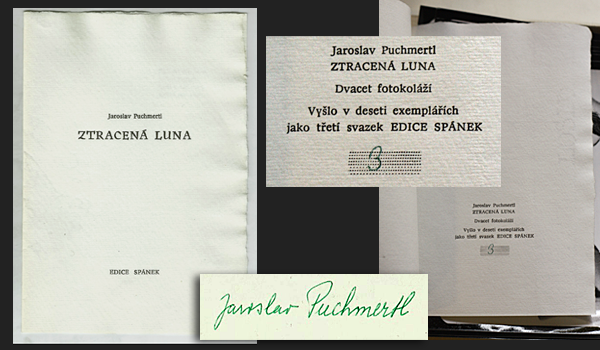 Jaroslav Puchmertl
ZTRACENÁ LUNA
EDICE SPÁNEK
Jaroslav Puchmertl
ZTRACENÁ LUNA
Dvacet fotokoláží
Vyšlo v deseti exemplářích
jako třetí svazek EDICE SPÁNEK
3
Jaroslav Puchmertl
ZTRACENÁ LUNA
Dvacet fotokoláží
Vyšlo v deseti exemplářích
jako třetí svazek EDICE SPÁNEK
3
Jaroslav Puchmertl